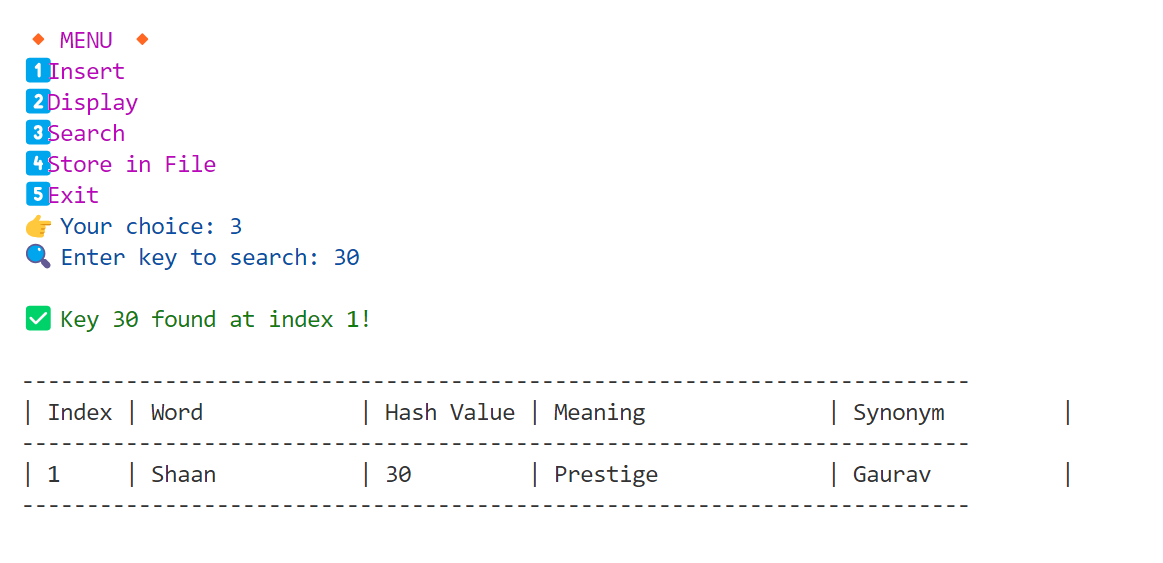 🔸 MENU 🔸
1️⃣Insert
2️⃣Display
3️⃣Search
4️⃣Store in File
5️⃣Exit
👉 Your choice: 3
🔍 Enter key to search: 30
✅ Key 30 found at index 1!
-------------------------------------------------------------------------
| Index | Word            | Hash Value | Meaning              | Synonym         |
-------------------------------------------------------------------------
| 1     | Shaan           | 30         | Prestige             | Gaurav          |
-------------------------------------------------------------------------